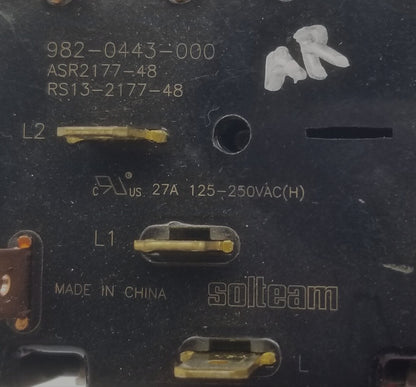 982-0443-000
AR
ASR2177-48
RS13-2177-48
L2
c RU ® US 27A 125-250VAC(H)
L1
MADE IN CHINA
solteam
L